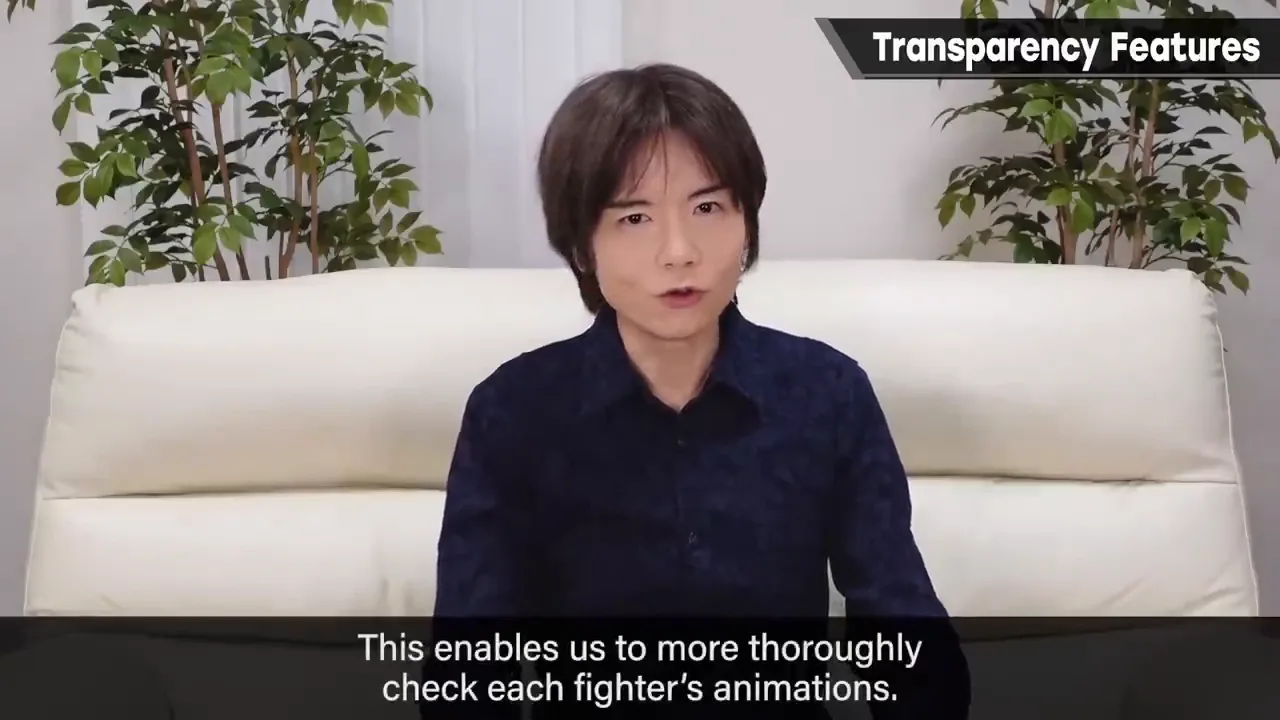 Transparency Features
This enables us to more thoroughly
check each fighter's animations.